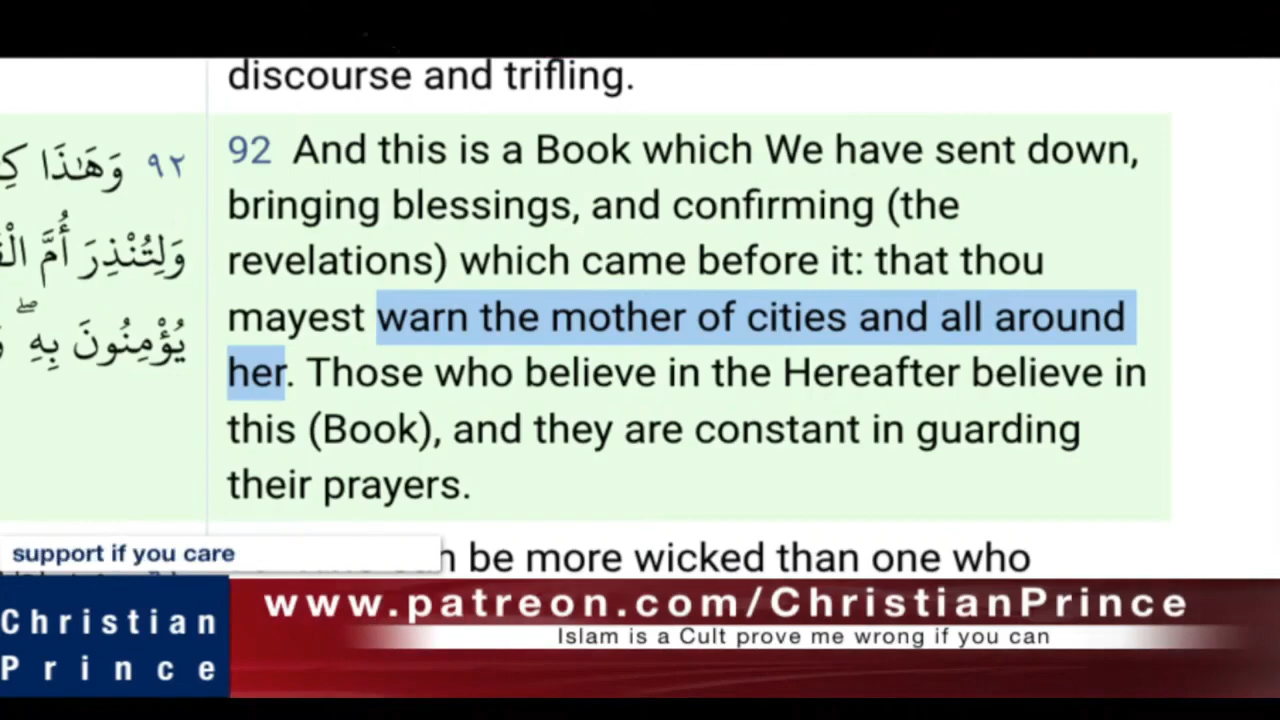 discourse and trifling.
٩٢ وَهَٰذَا
وَلِتُنْذِرَ أُمَّ
يُؤْمِنُونَ بِهِ ۖ
92 And this is a Book which We have sent down,
bringing blessings, and confirming (the
revelations) which came before it: that thou
mayest warn the mother of cities and all around
her. Those who believe in the Hereafter believe in
this (Book), and they are constant in guarding
their prayers.
be more wicked than one who
support if you care
Christian
Prince
www.patreon.com/ChristianPrince
Islam is a Cult prove me wrong if you can